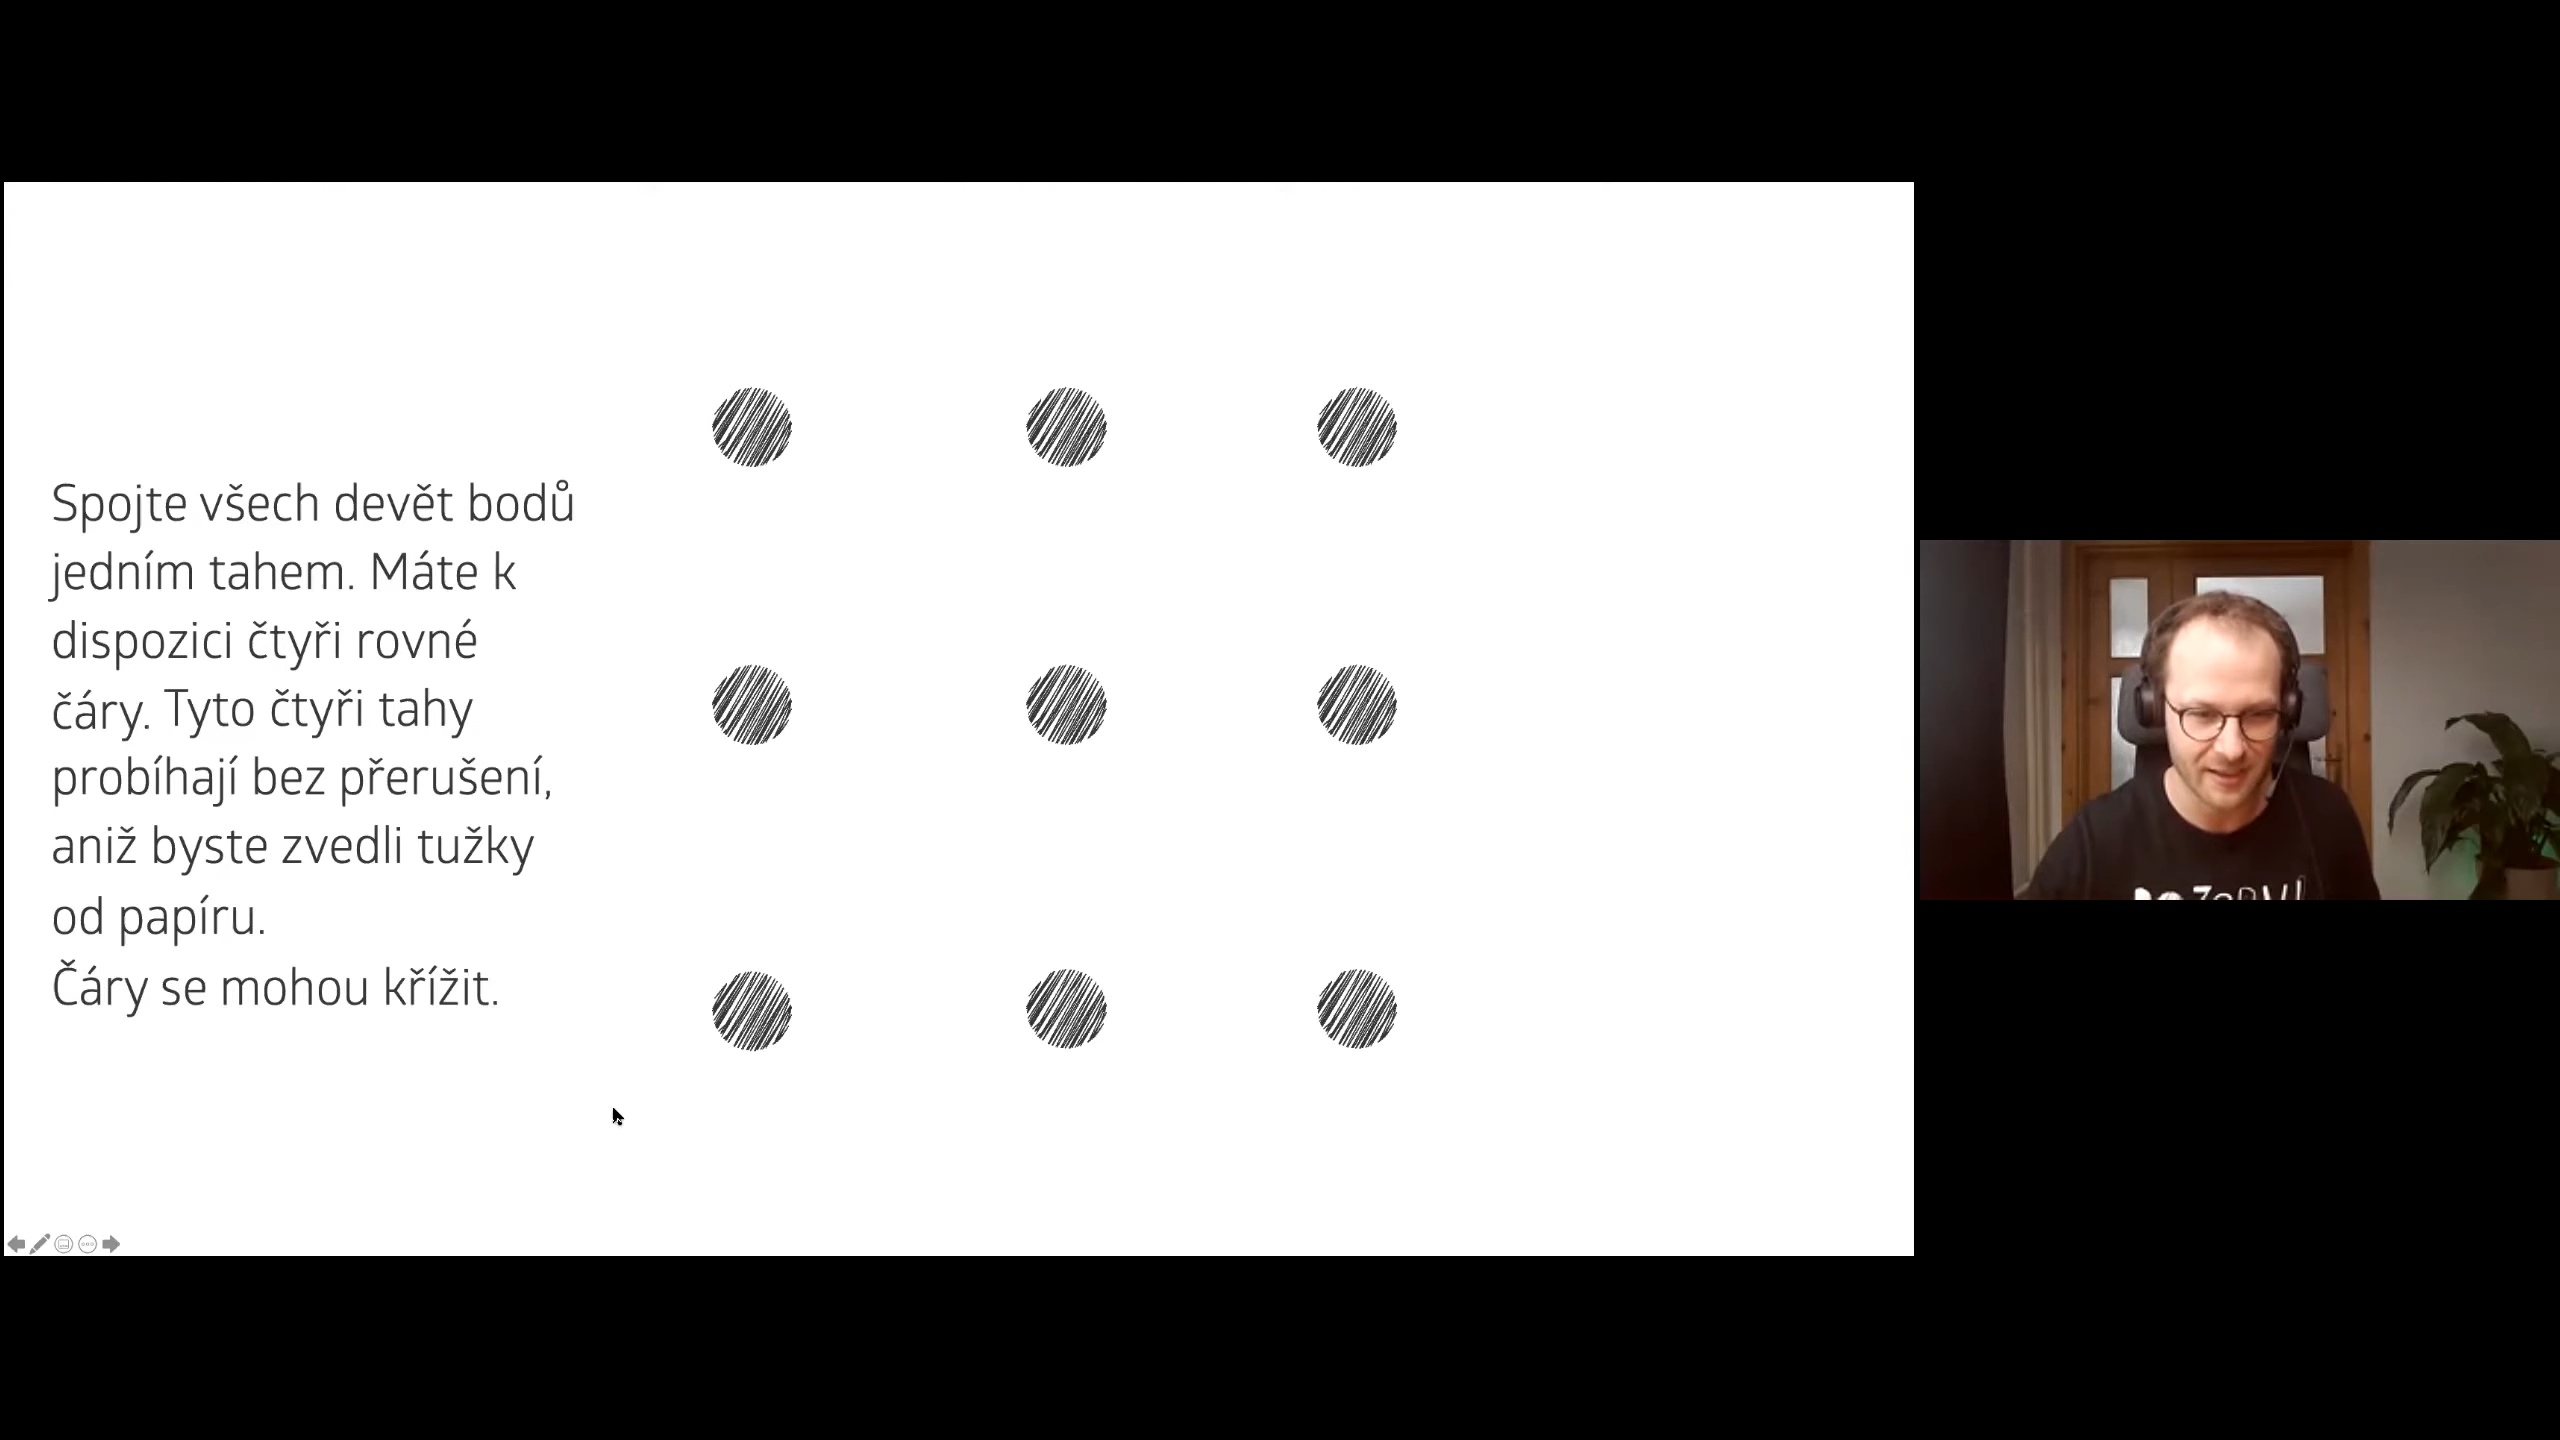 Spojte všech devět bodů
jedním tahem. Máte k
dispozici čtyři rovné
čáry. Tyto čtyři tahy
probíhají bez přerušení,
aniž byste zvedli tužky
od papíru.
Čáry se mohou křížit.